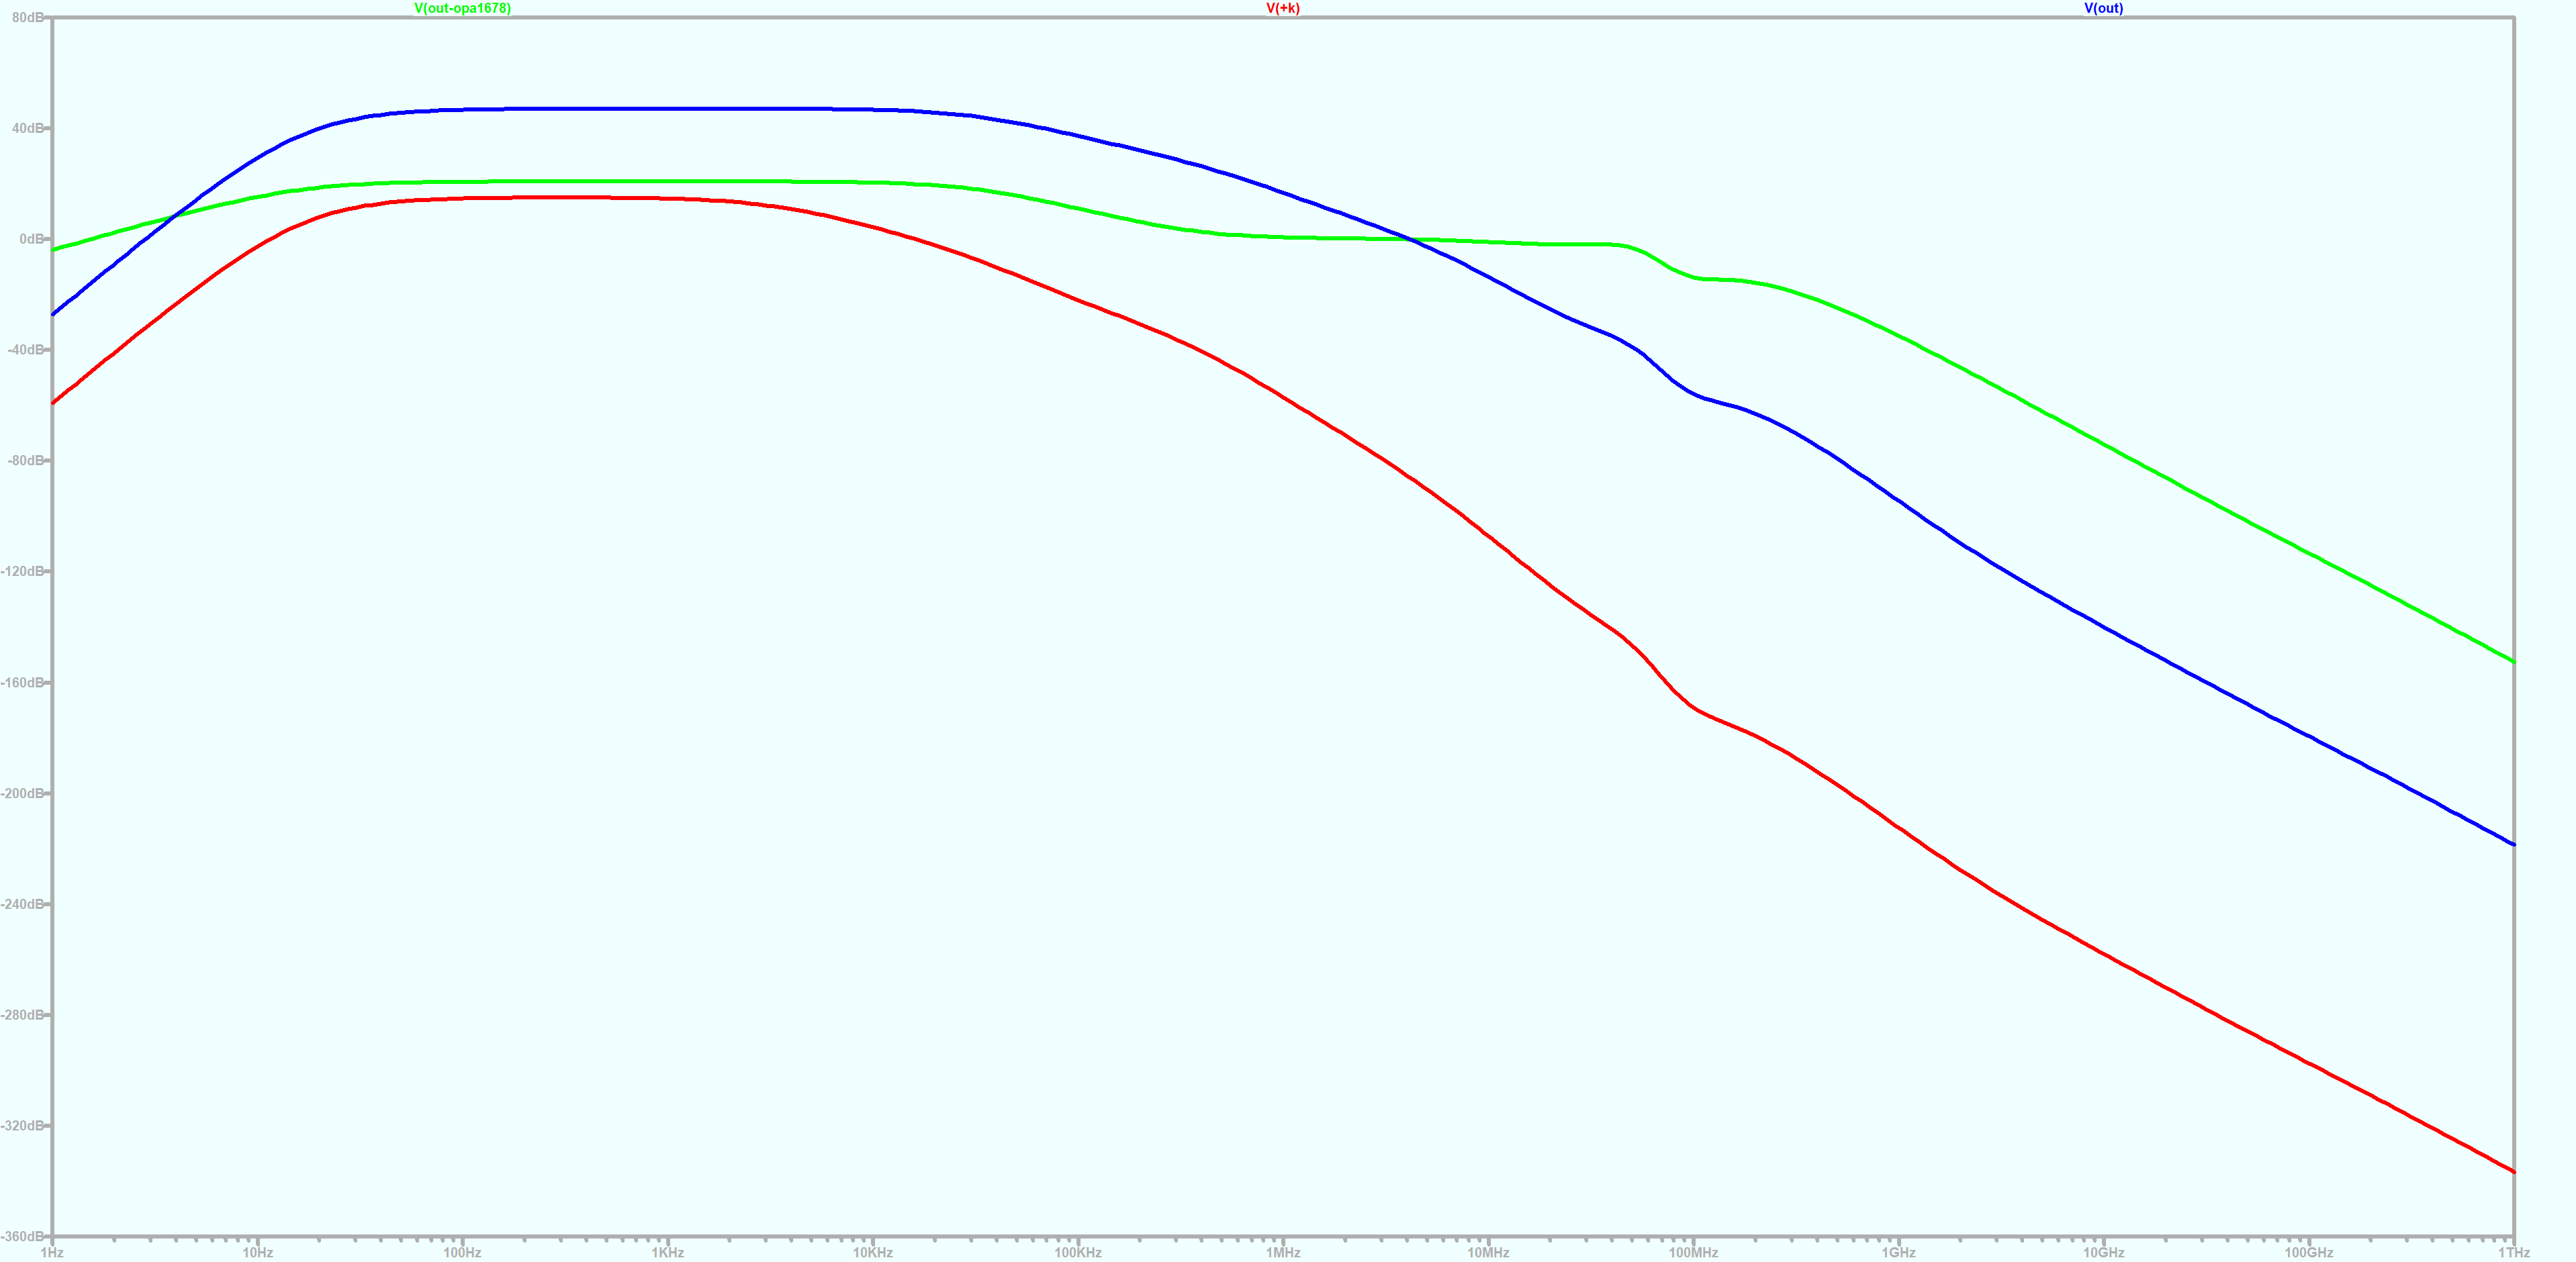 V(out-opa1678) V(+k) V(out)
80dB
40dB
0dB
-40dB
-80dB
-120dB
-160dB
-200dB
-240dB
-280dB
-320dB
-360dB
1Hz 10Hz 100Hz 1KHz 10KHz 100KHz 1MHz 10MHz 100MHz 1GHz 10GHz 100GHz 1THz